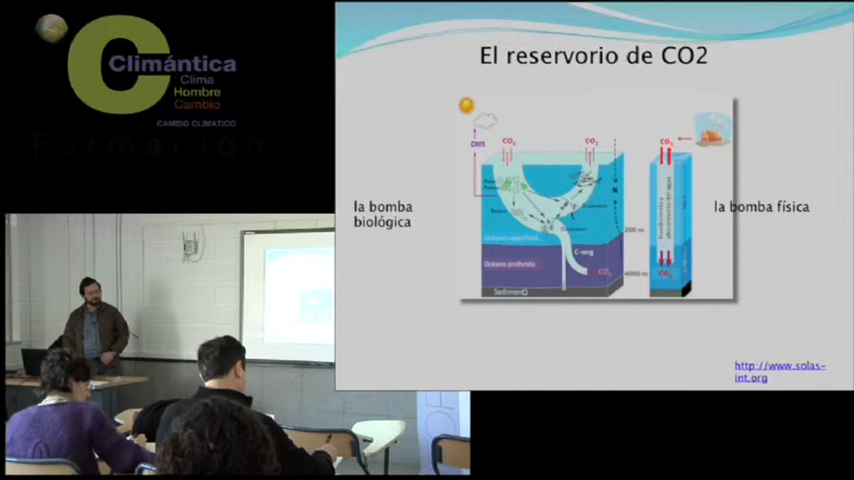 Climántica
Clima
Hombre
Cambio
CAMBIO CLIMÁTICO
Formación
El reservorio de CO2
CO₂
CO₂
CO₂
DMS
N
la bomba
biológica
la bomba física
200 m
Océano superficial
C-org
Océano profundo
CO₂
4000 m
CO₂
Sedimento
http://www.solas-
int.org